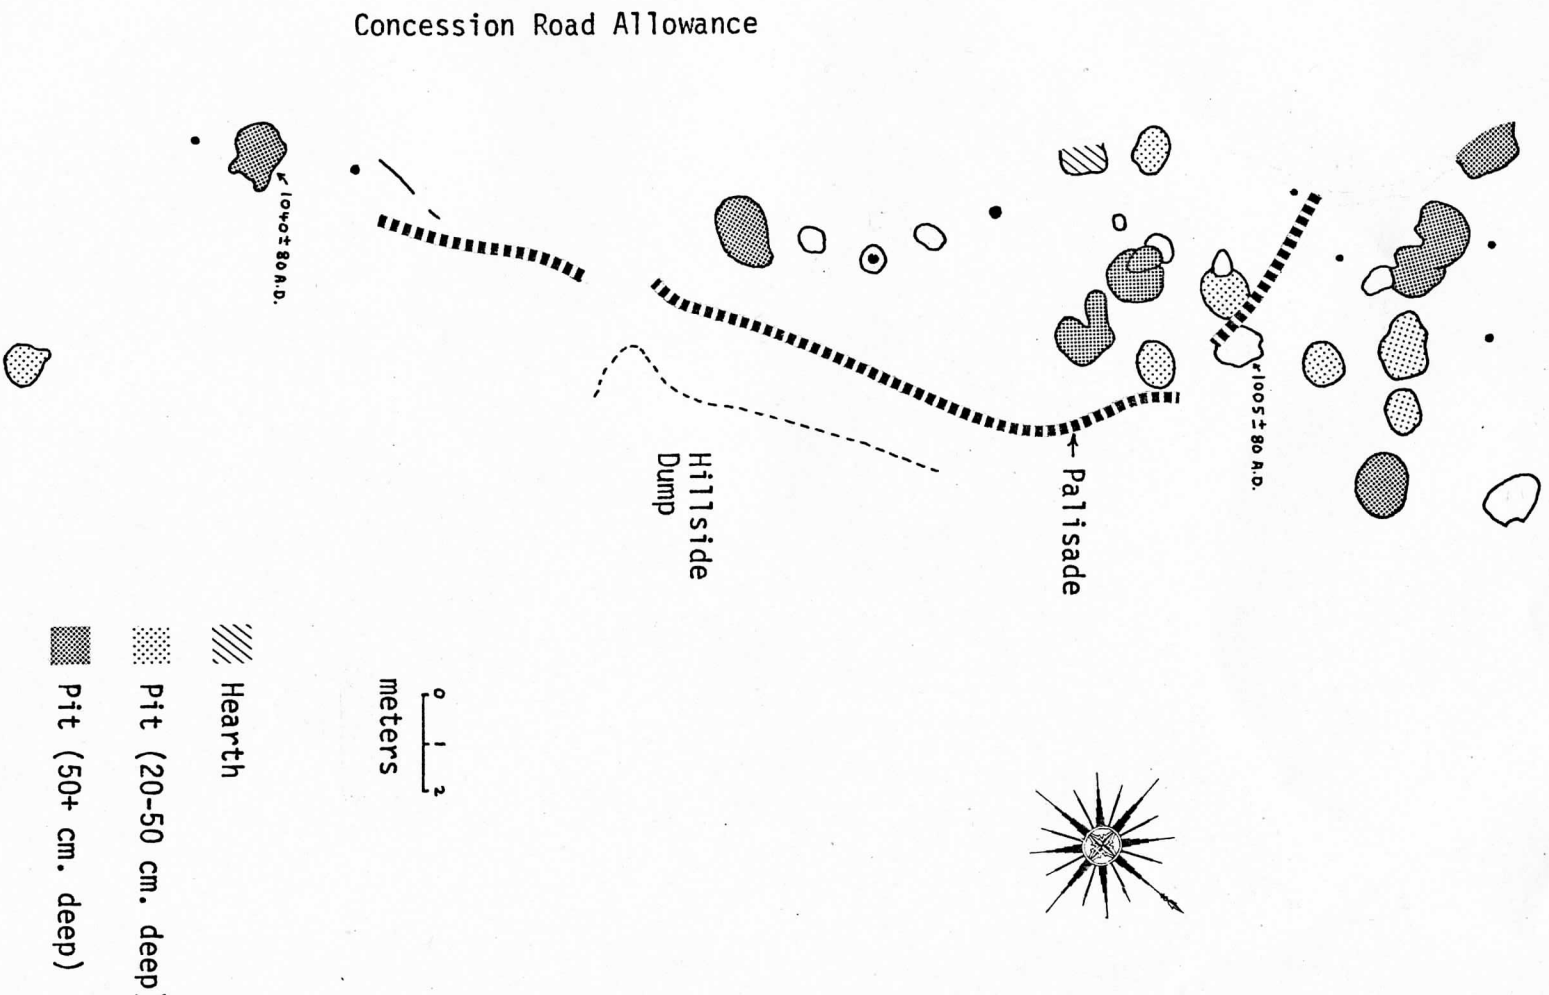 Concession Road Allowance
1040±80 A.D.
1005±80 A.D.
Palisade
Hillside
Dump
0 1 2
meters
Hearth
Pit (20-50 cm. deep)
Pit (50+ cm. deep)